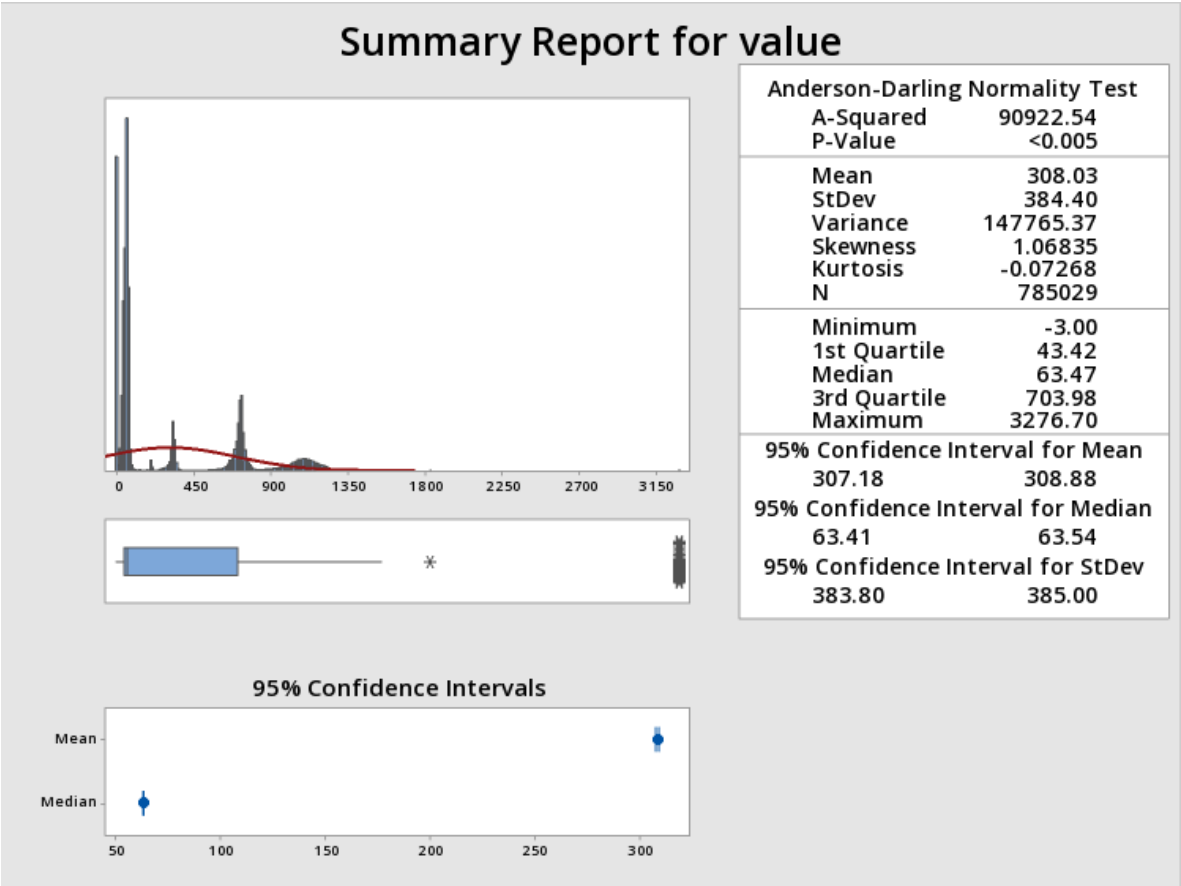 Summary Report for value
Anderson-Darling Normality Test
A-Squared 90922.54
P-Value <0.005
Mean 308.03
StDev 384.40
Variance 147765.37
Skewness 1.06835
Kurtosis -0.07268
N 785029
Minimum -3.00
1st Quartile 43.42
Median 63.47
3rd Quartile 703.98
Maximum 3276.70
95% Confidence Interval for Mean
307.18 308.88
95% Confidence Interval for Median
63.41 63.54
95% Confidence Interval for StDev
383.80 385.00
0 450 900 1350 1800 2250 2700 3150
95% Confidence Intervals
Mean
Median
50 100 150 200 250 300